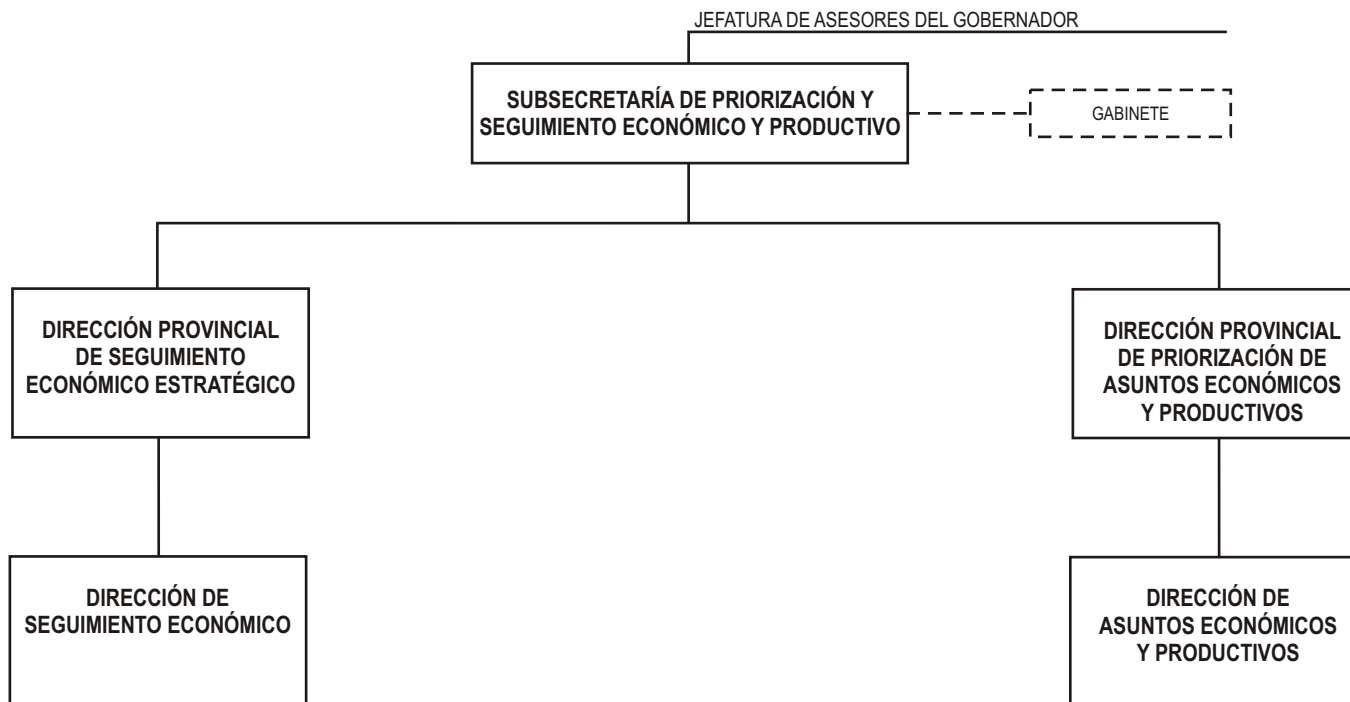 JEFATURA DE ASESORES DEL GOBERNADOR
SUBSECRETARÍA DE PRIORIZACIÓN Y
SEGUIMIENTO ECONÓMICO Y PRODUCTIVO
GABINETE
DIRECCIÓN PROVINCIAL
DE SEGUIMIENTO
ECONÓMICO ESTRATÉGICO
DIRECCIÓN PROVINCIAL
DE PRIORIZACIÓN DE
ASUNTOS ECONÓMICOS
Y PRODUCTIVOS
DIRECCIÓN DE
SEGUIMIENTO ECONÓMICO
DIRECCIÓN DE
ASUNTOS ECONÓMICOS
Y PRODUCTIVOS